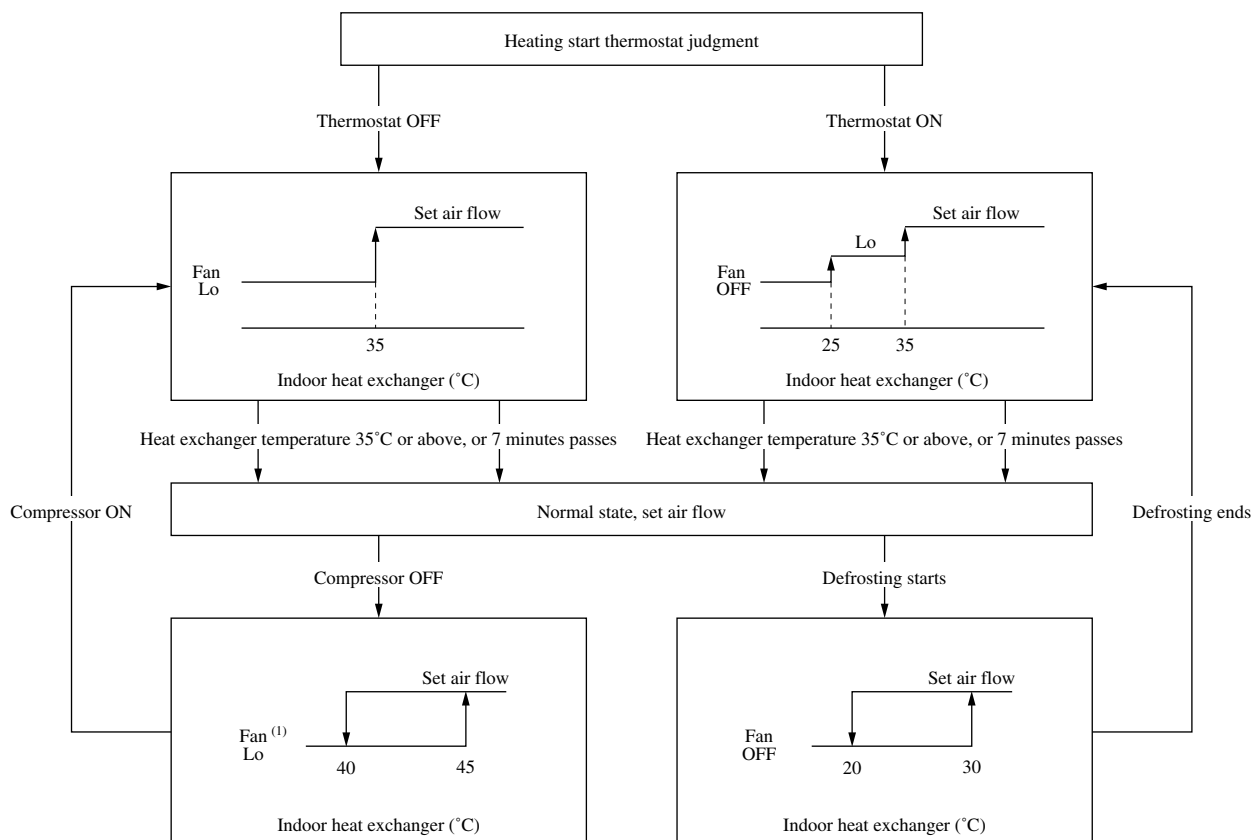 Heating start thermostat judgment
Thermostat OFF
Thermostat ON
Set air flow
Fan
Lo
35
Indoor heat exchanger (˚C)
Set air flow
Lo
Fan
OFF
25 35
Indoor heat exchanger (˚C)
Heat exchanger temperature 35˚C or above, or 7 minutes passes
Heat exchanger temperature 35˚C or above, or 7 minutes passes
Compressor ON
Normal state, set air flow
Defrosting ends
Compressor OFF
Defrosting starts
Set air flow
Fan (1)
Lo
40 45
Indoor heat exchanger (˚C)
Set air flow
Fan
OFF
20 30
Indoor heat exchanger (˚C)